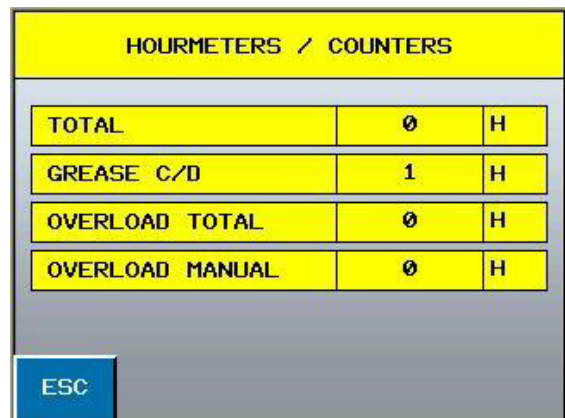 HOURMETERS / COUNTERS
TOTAL 0 H
GREASE C/D 1 H
OVERLOAD TOTAL 0 H
OVERLOAD MANUAL 0 H
ESC